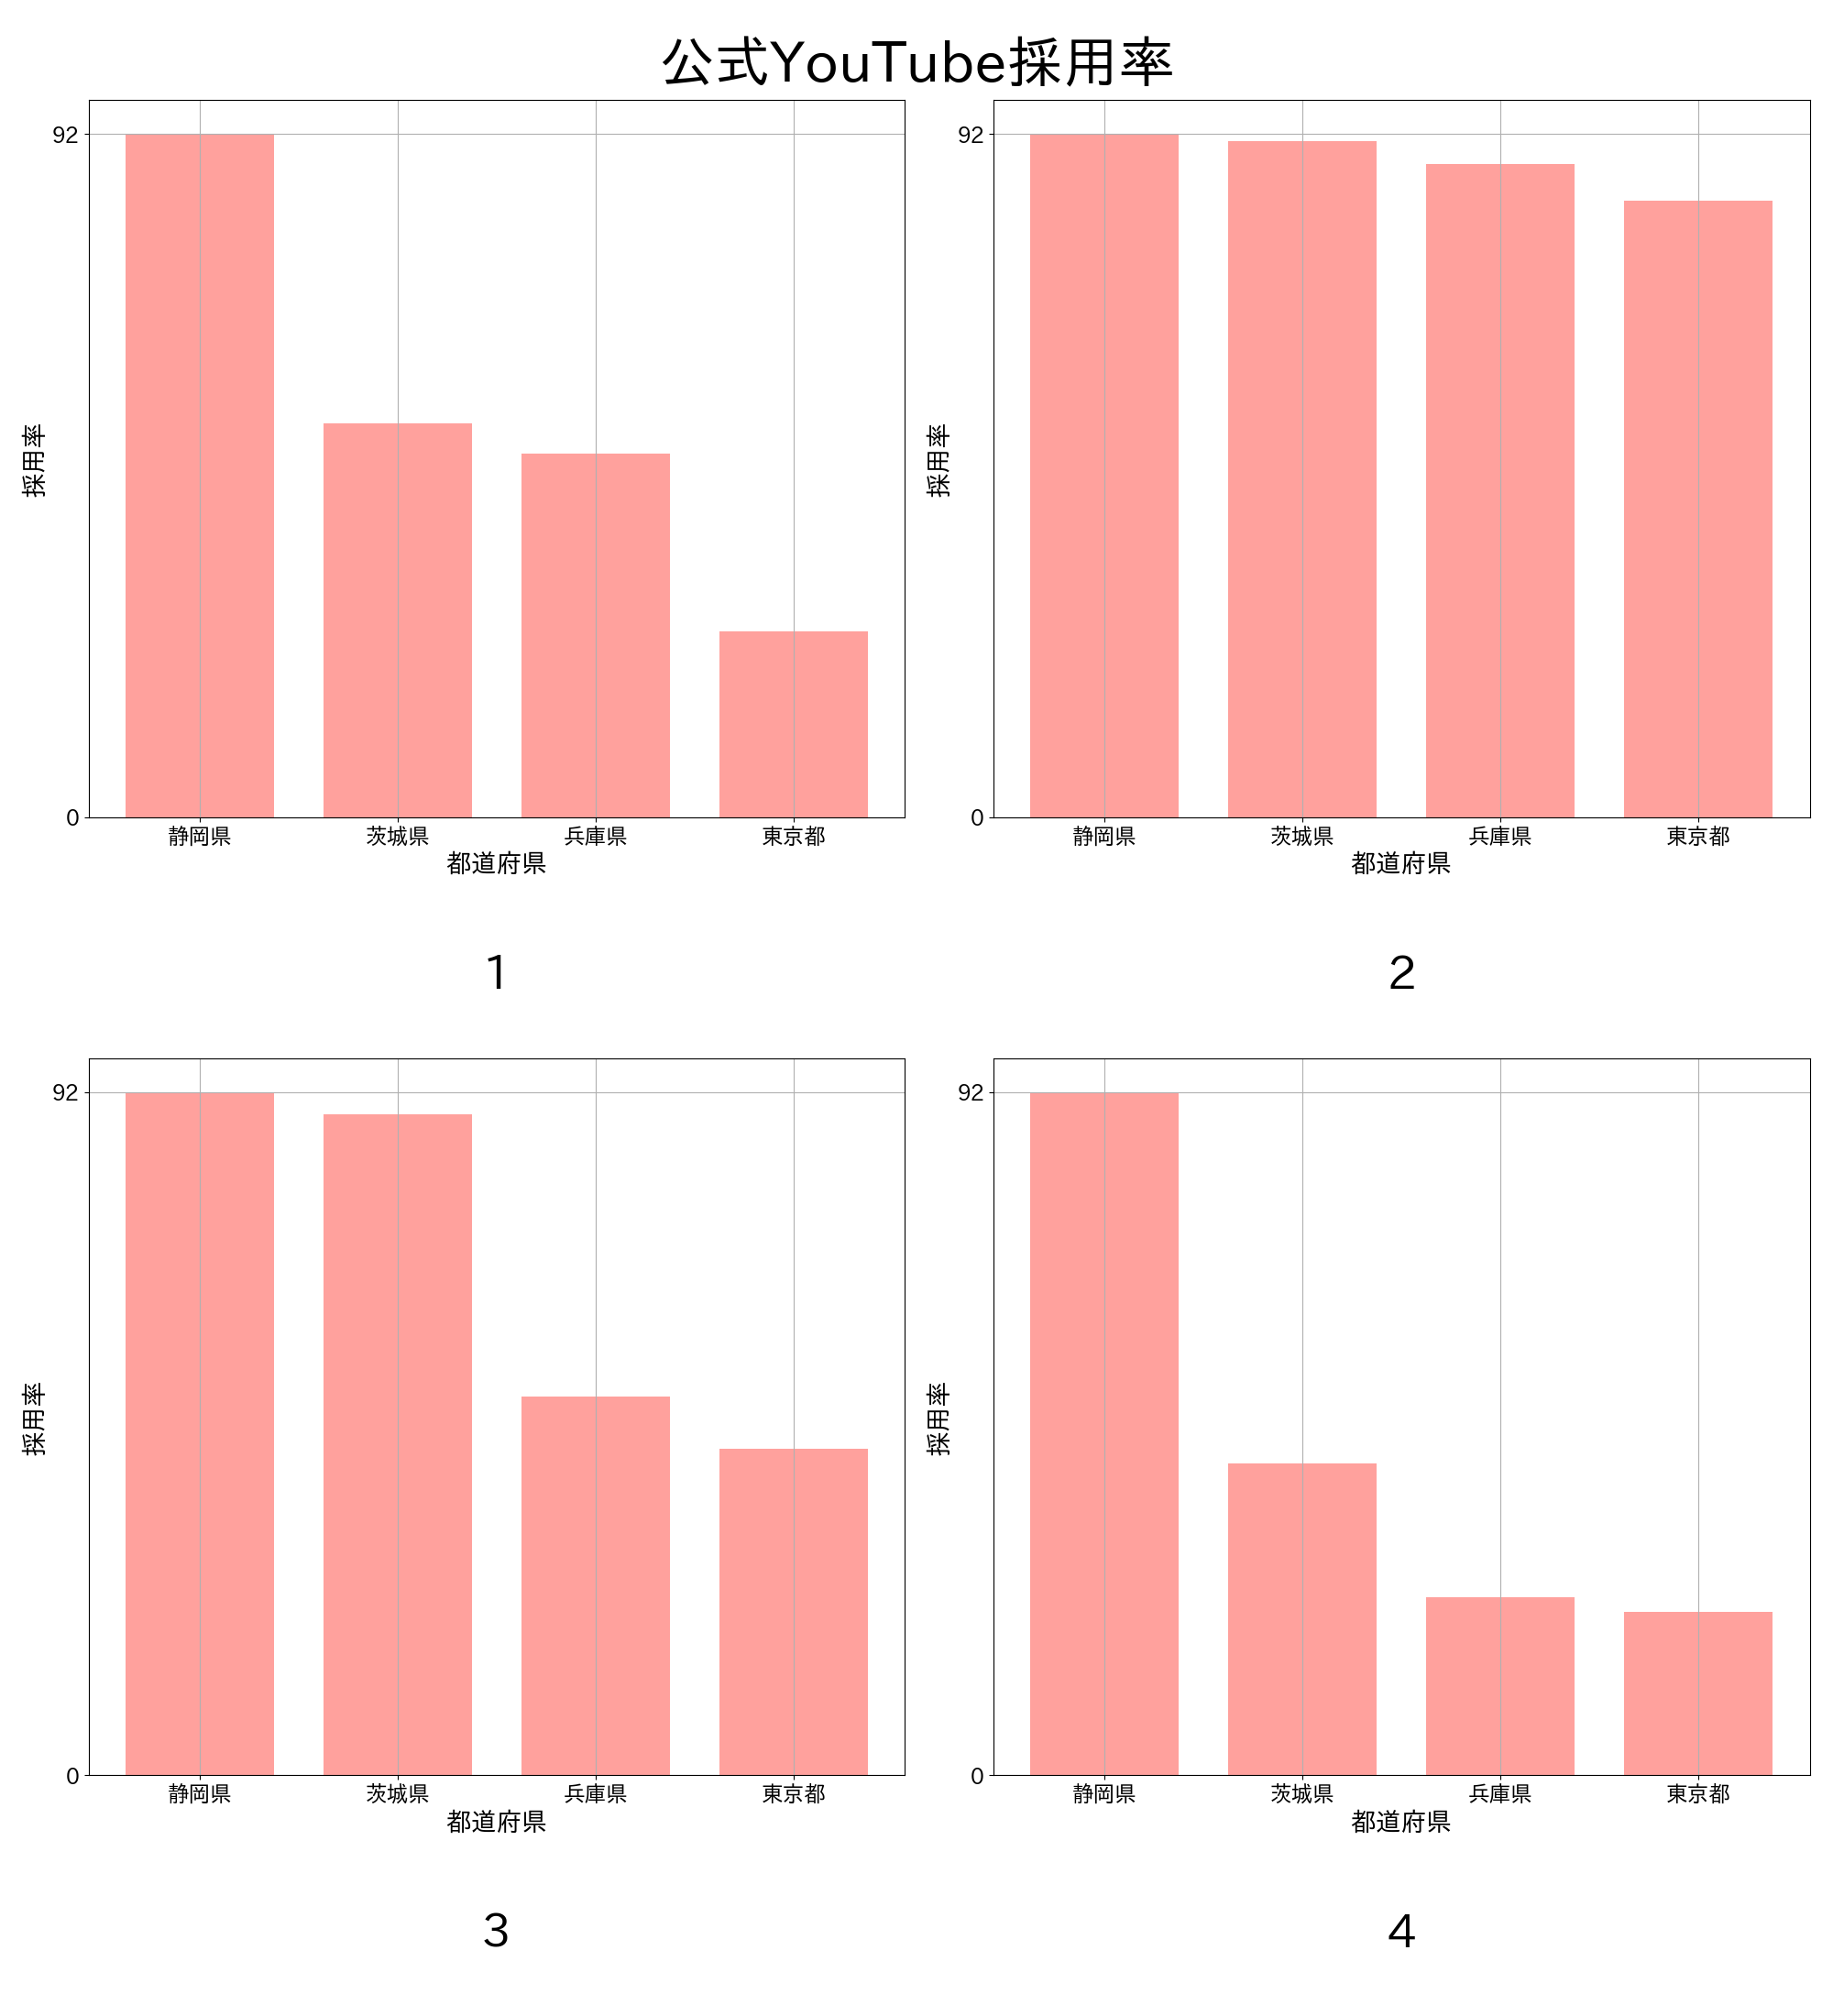 公式YouTube採用率
92
0
採用率
静岡県 茨城県 兵庫県 東京都
都道府県
1
92
0
採用率
静岡県 茨城県 兵庫県 東京都
都道府県
2
92
0
採用率
静岡県 茨城県 兵庫県 東京都
都道府県
3
92
0
採用率
静岡県 茨城県 兵庫県 東京都
都道府県
4